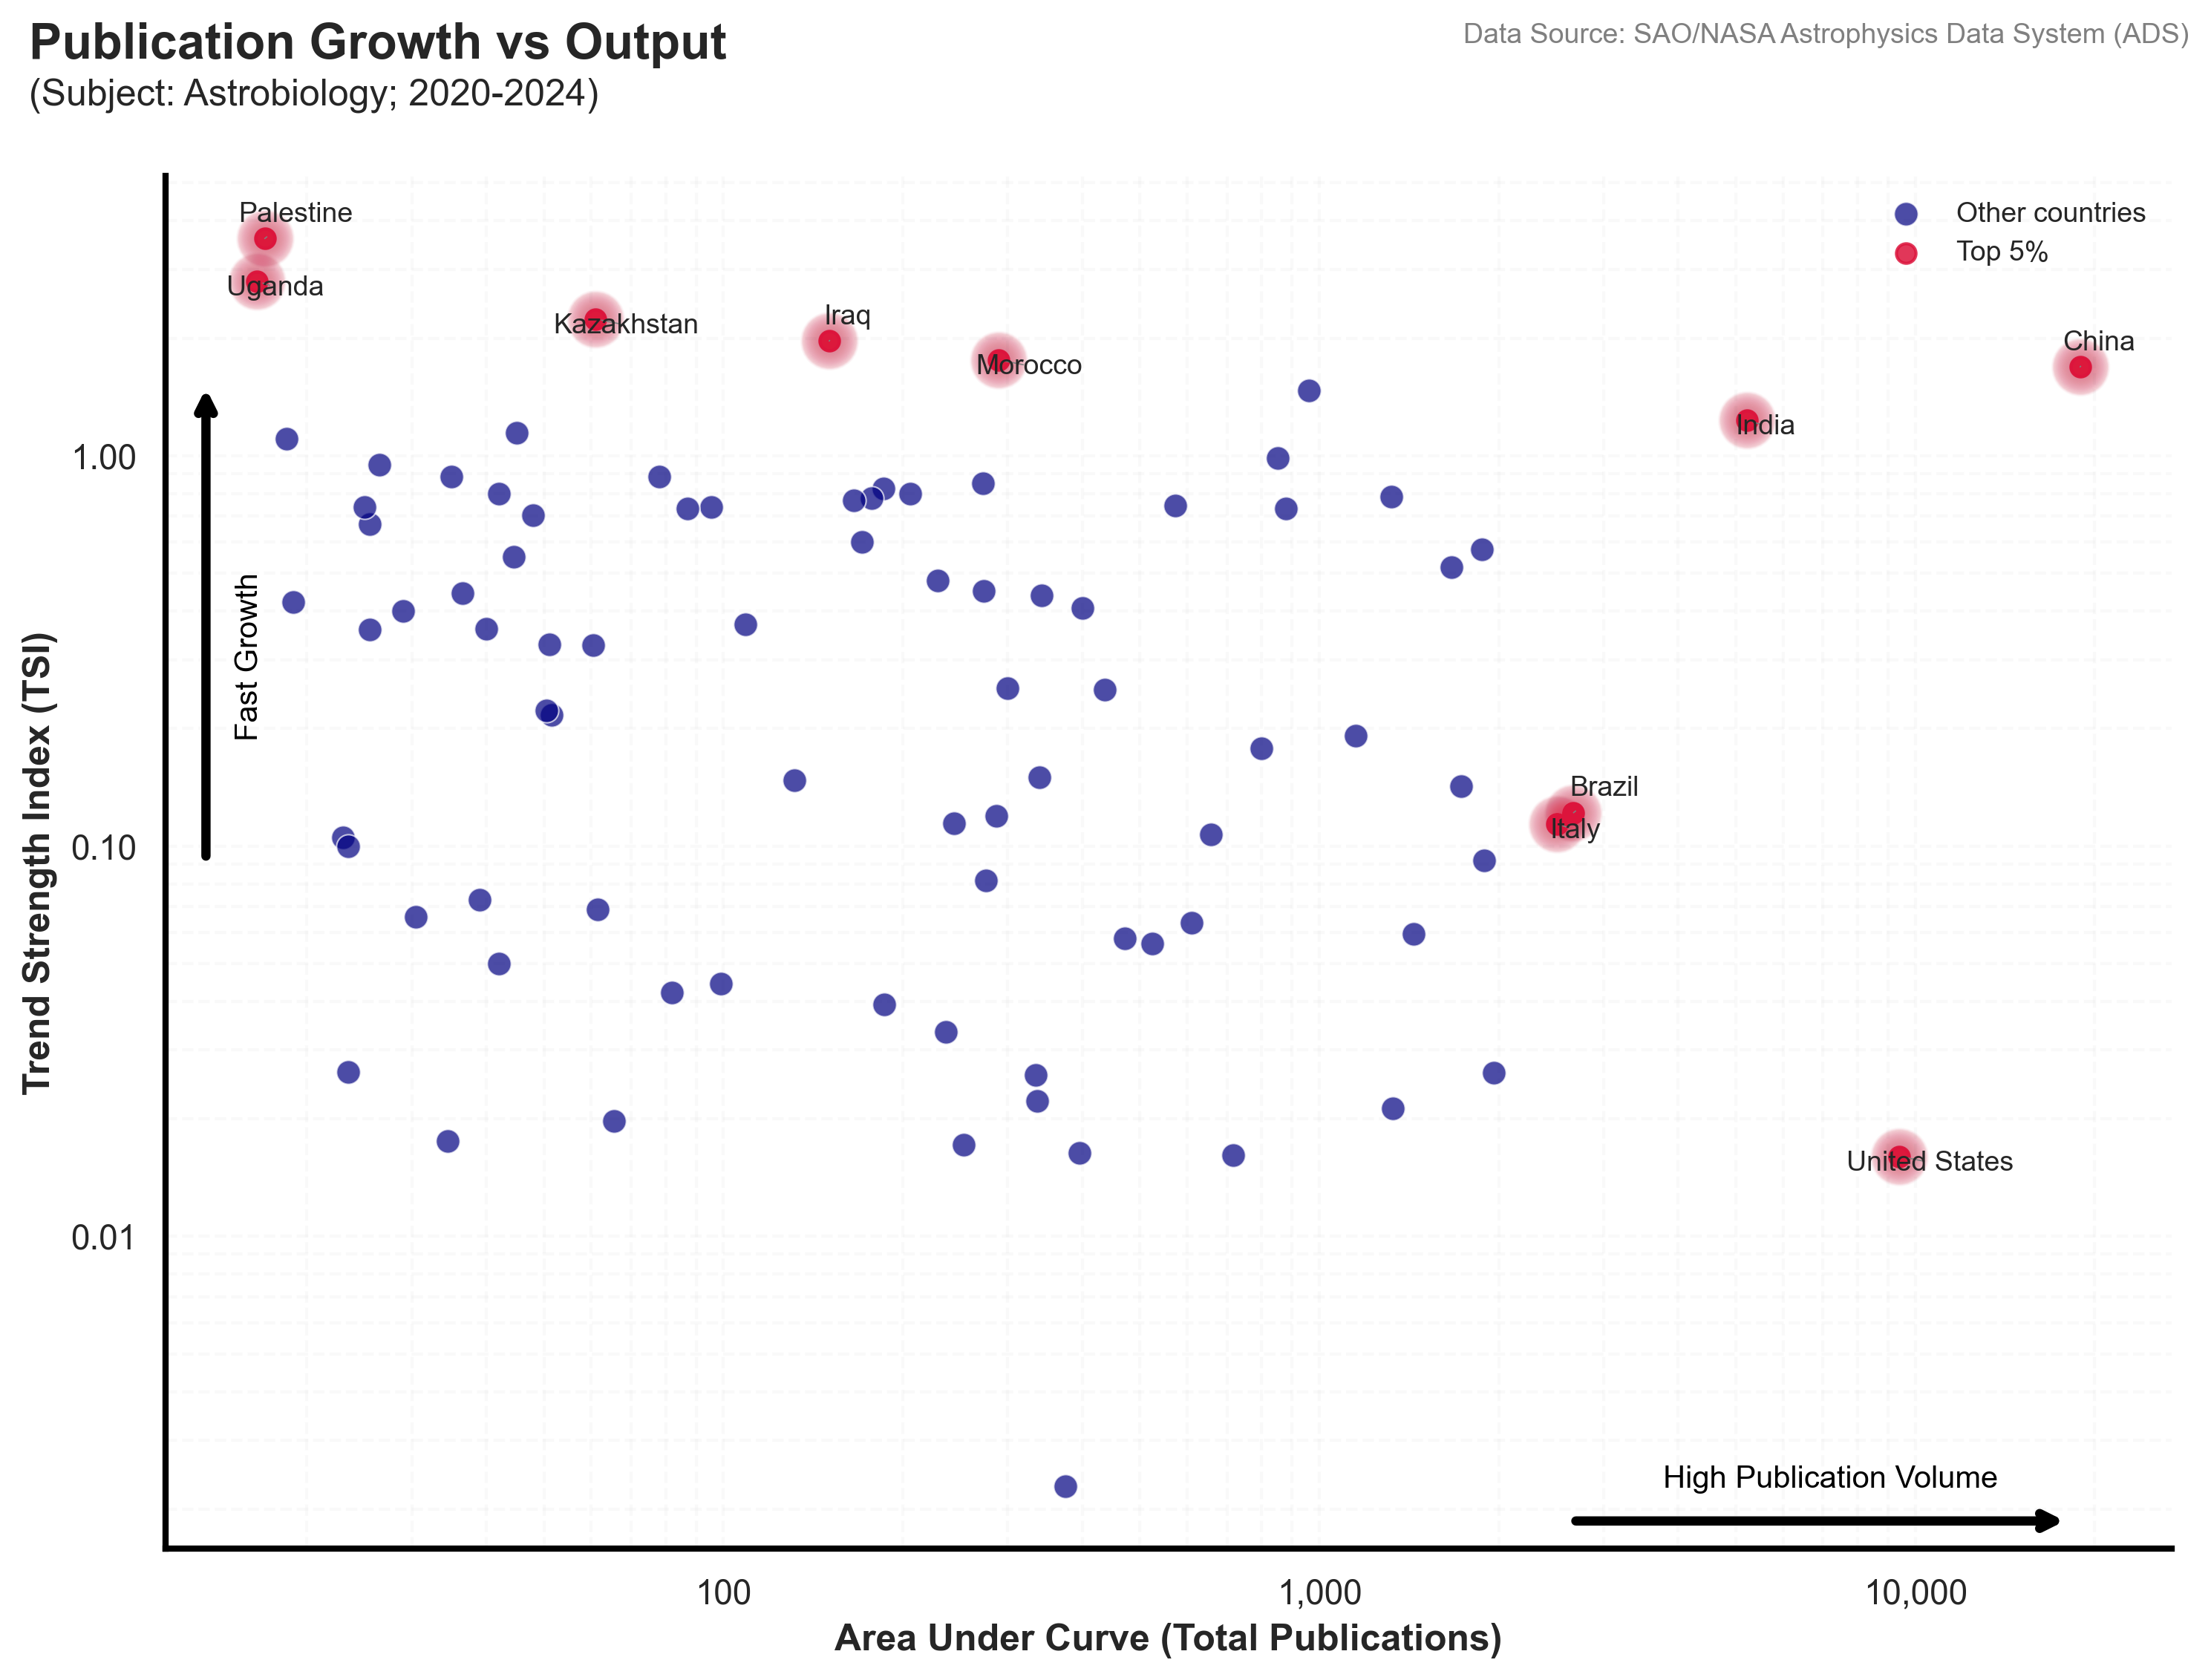 Publication Growth vs Output
(Subject: Astrobiology; 2020-2024)
Data Source: SAO/NASA Astrophysics Data System (ADS)
Other countries
Top 5%
Palestine
Uganda
Kazakhstan
Iraq
Morocco
China
India
Brazil
Italy
United States
Fast Growth
High Publication Volume
Trend Strength Index (TSI)
1.00
0.10
0.01
100
1,000
10,000
Area Under Curve (Total Publications)